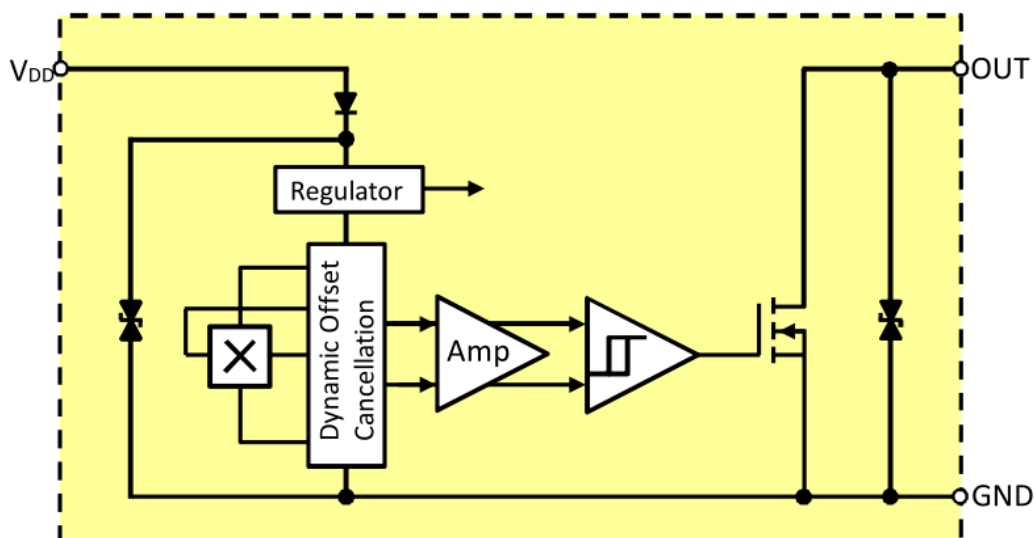 VDD
OUT
Regulator
Dynamic Offset
Cancellation
Amp
GND